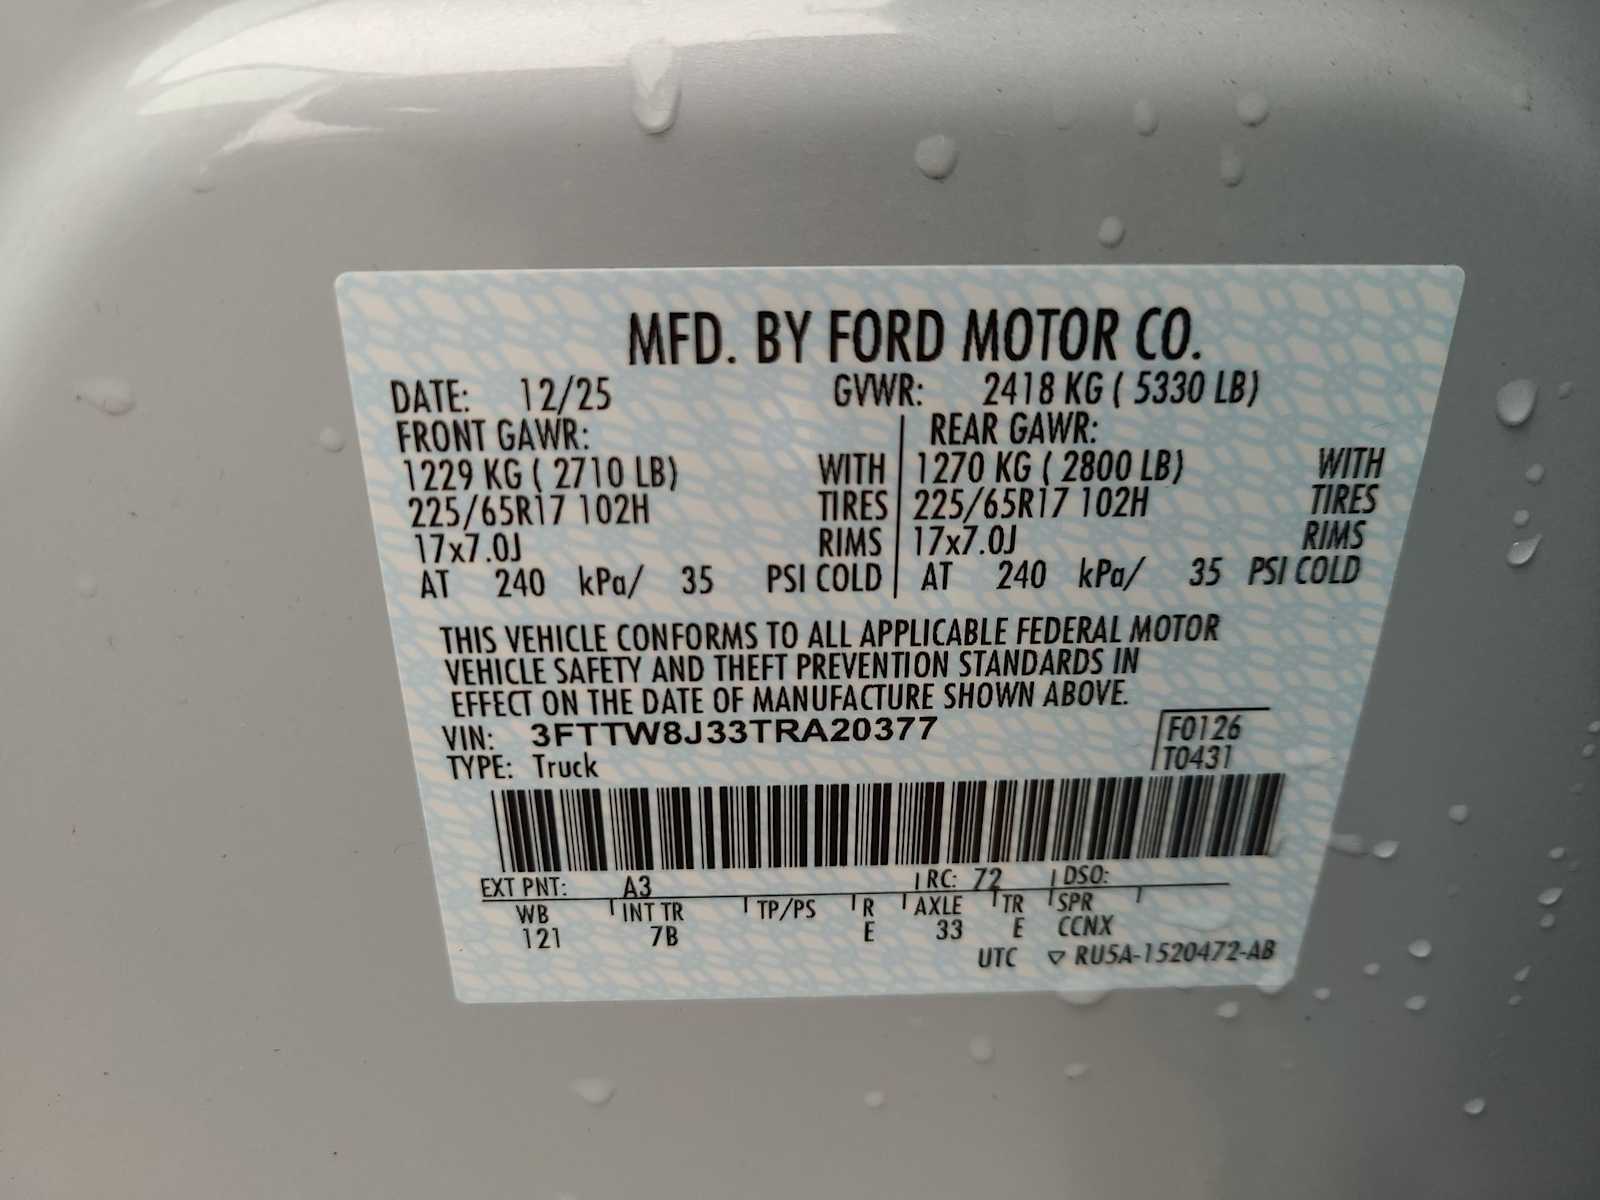 MFD. BY FORD MOTOR CO.
DATE: 12/25 GVWR: 2418 KG ( 5330 LB)
FRONT GAWR: REAR GAWR:
1229 KG ( 2710 LB) WITH 1270 KG ( 2800 LB) WITH
225/65R17 102H TIRES 225/65R17 102H TIRES
17x7.0J RIMS 17x7.0J RIMS
AT 240 kPa/ 35 PSI COLD AT 240 kPa/ 35 PSI COLD
THIS VEHICLE CONFORMS TO ALL APPLICABLE FEDERAL MOTOR
VEHICLE SAFETY AND THEFT PREVENTION STANDARDS IN
EFFECT ON THE DATE OF MANUFACTURE SHOWN ABOVE.
VIN: 3FTTW8J33TRA20377 F0126
TYPE: Truck T0431
EXT PNT: A3 RC: 72 DSO:
WB INT TR TP/PS R AXLE TR SPR
121 7B E 33 E CCNX
UTC ▽ RU5A-1520472-AB